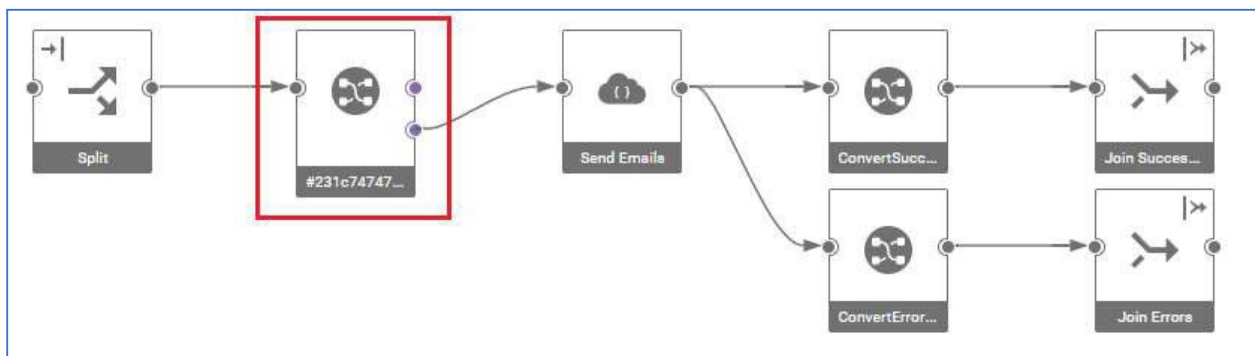 Split
#231c74747...
Send Emails
ConvertSucc...
Join Succes...
ConvertError...
Join Errors